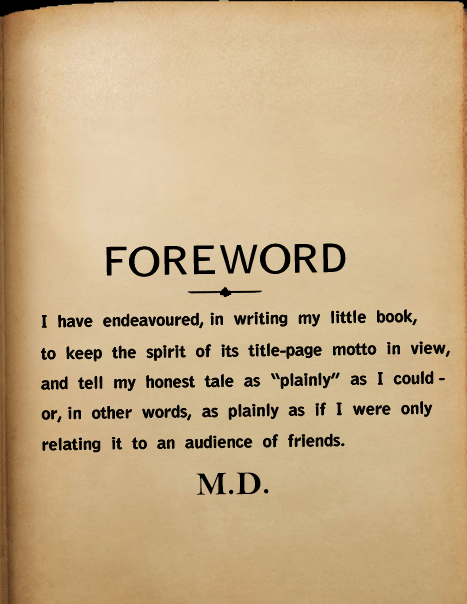 FOREWORD
I have endeavoured, in writing my little book,
to keep the spirit of its title-page motto in view,
and tell my honest tale as “plainly” as I could -
or, in other words, as plainly as if I were only
relating it to an audience of friends.
M.D.